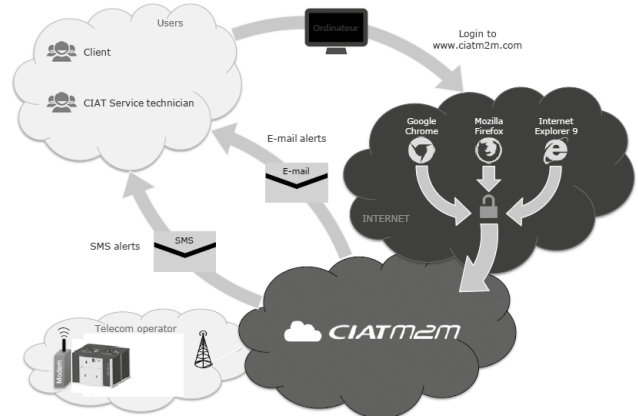 Users
Client
CIAT Service technician
Ordinateur
Login to
www.ciatm2m.com
Google
Chrome
Mozilla
Firefox
Internet
Explorer 9
INTERNET
E-mail alerts
E-mail
SMS alerts
SMS
CIATM2M
Telecom operator
Modem